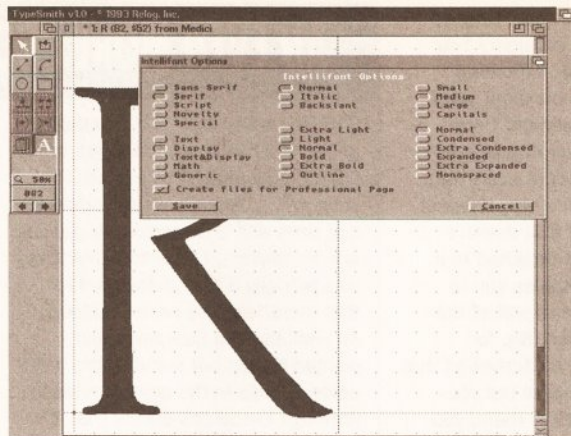 TypeSmith v1.0 - © 1993 Relog, Inc.
0 * 1: R (82, $52) from Medici
Intellifont Options
Intellifont Options
Sans Serif Normal Small
Serif Italic Medium
Script Backslant Large
Novelty Capitals
Special
Extra Light Normal
Text Light Condensed
Display Normal Extra Condensed
Text&Display Bold Expanded
Math Extra Bold Extra Expanded
Generic Outline Monospaced
Create files for Professional Page
Save Cancel
A
50%
082
R